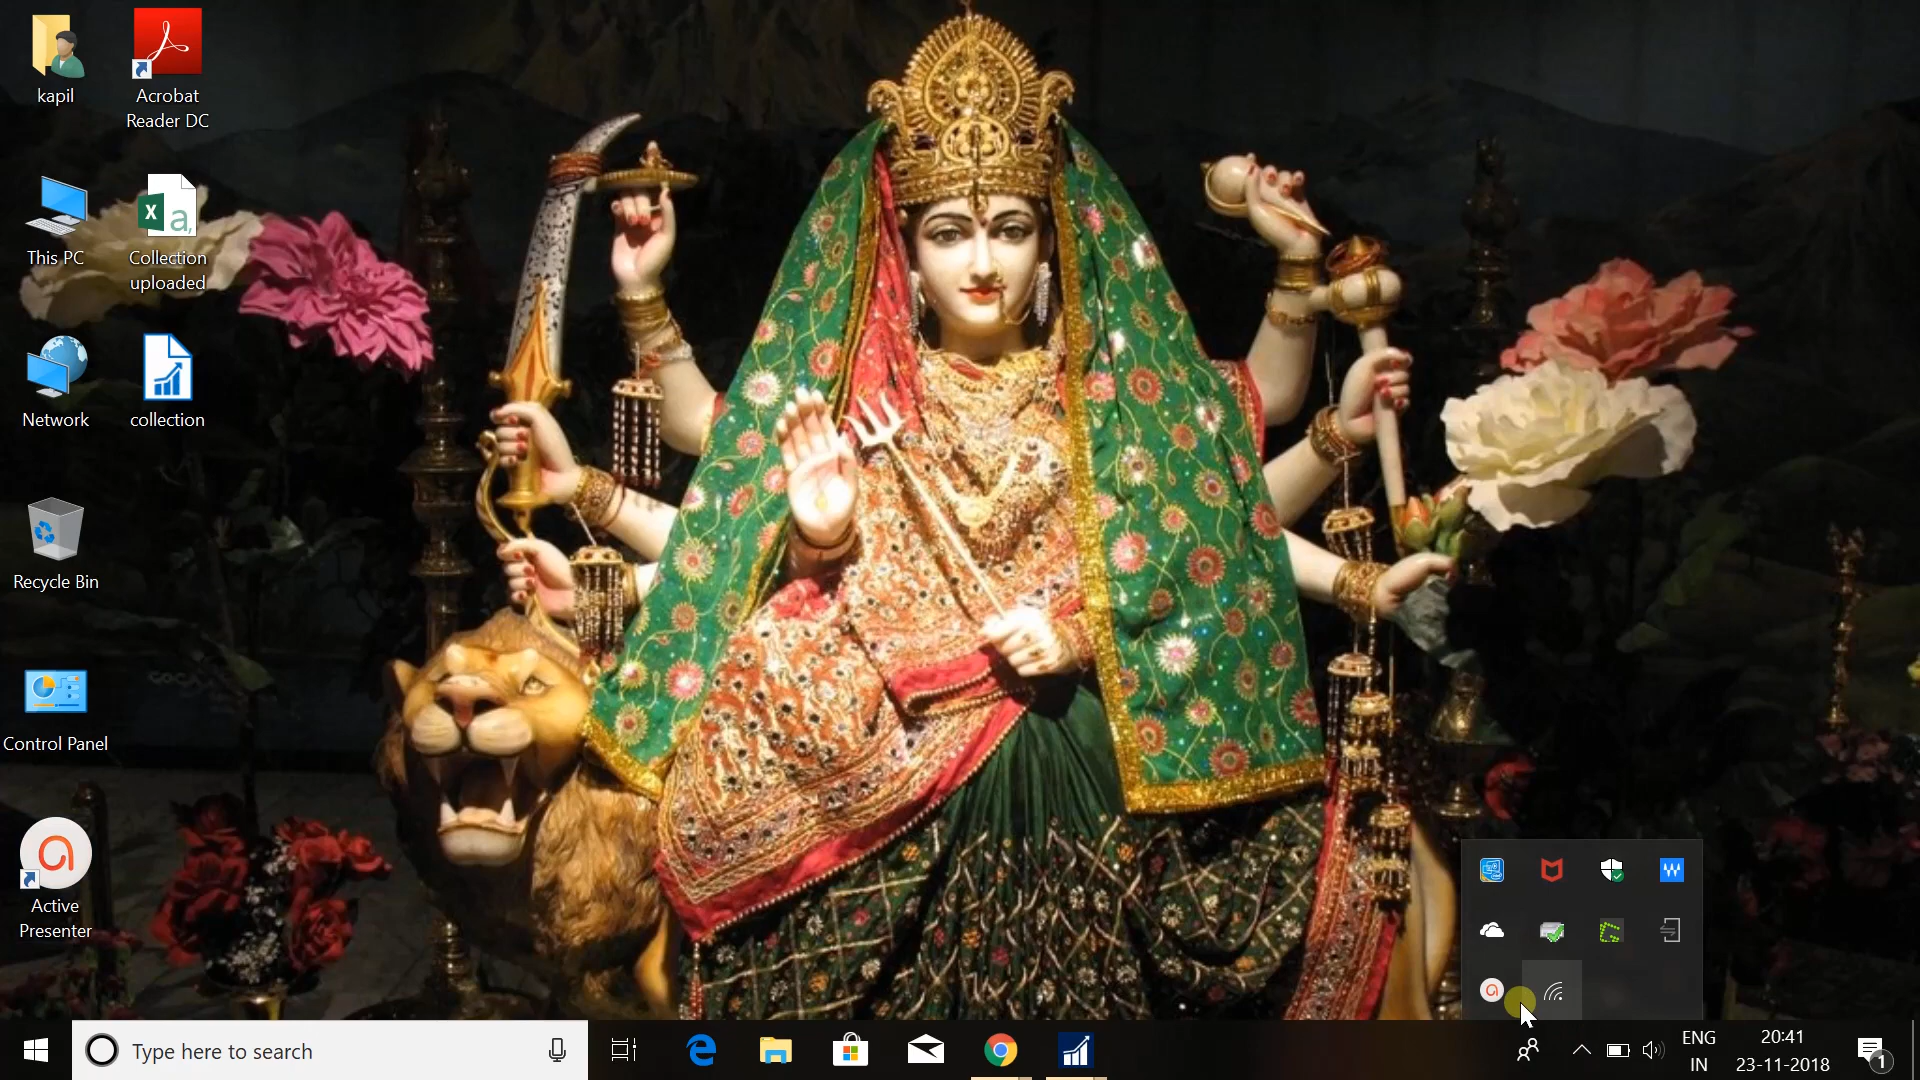 kapil
Acrobat
Reader DC
This PC
Collection
uploaded
Network
collection
Recycle Bin
Control Panel
Active
Presenter
Type here to search
ENG
IN
20:41
23-11-2018
1